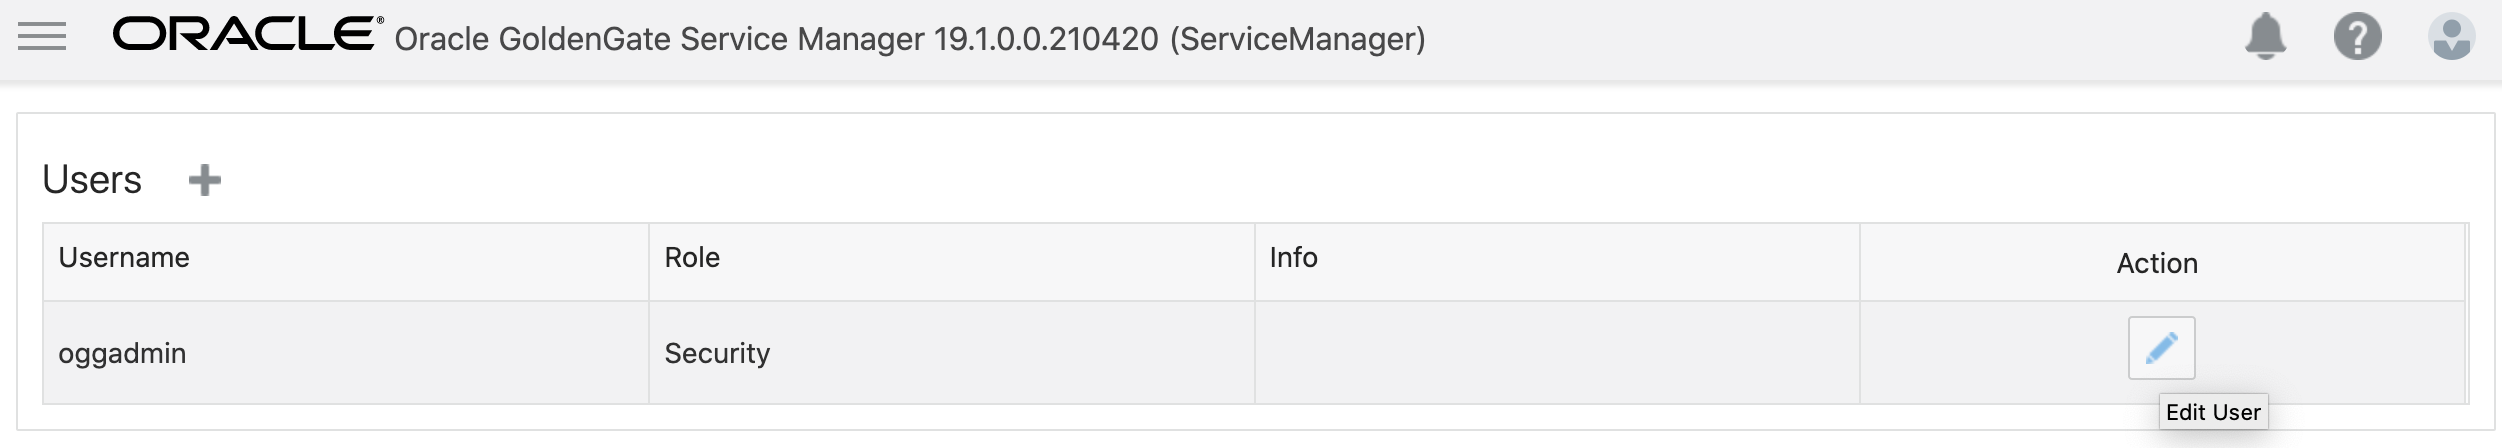 ORACLE® Oracle GoldenGate Service Manager 19.1.0.0.210420 (ServiceManager)
Users
Username Role Info Action
oggadmin Security
Edit User